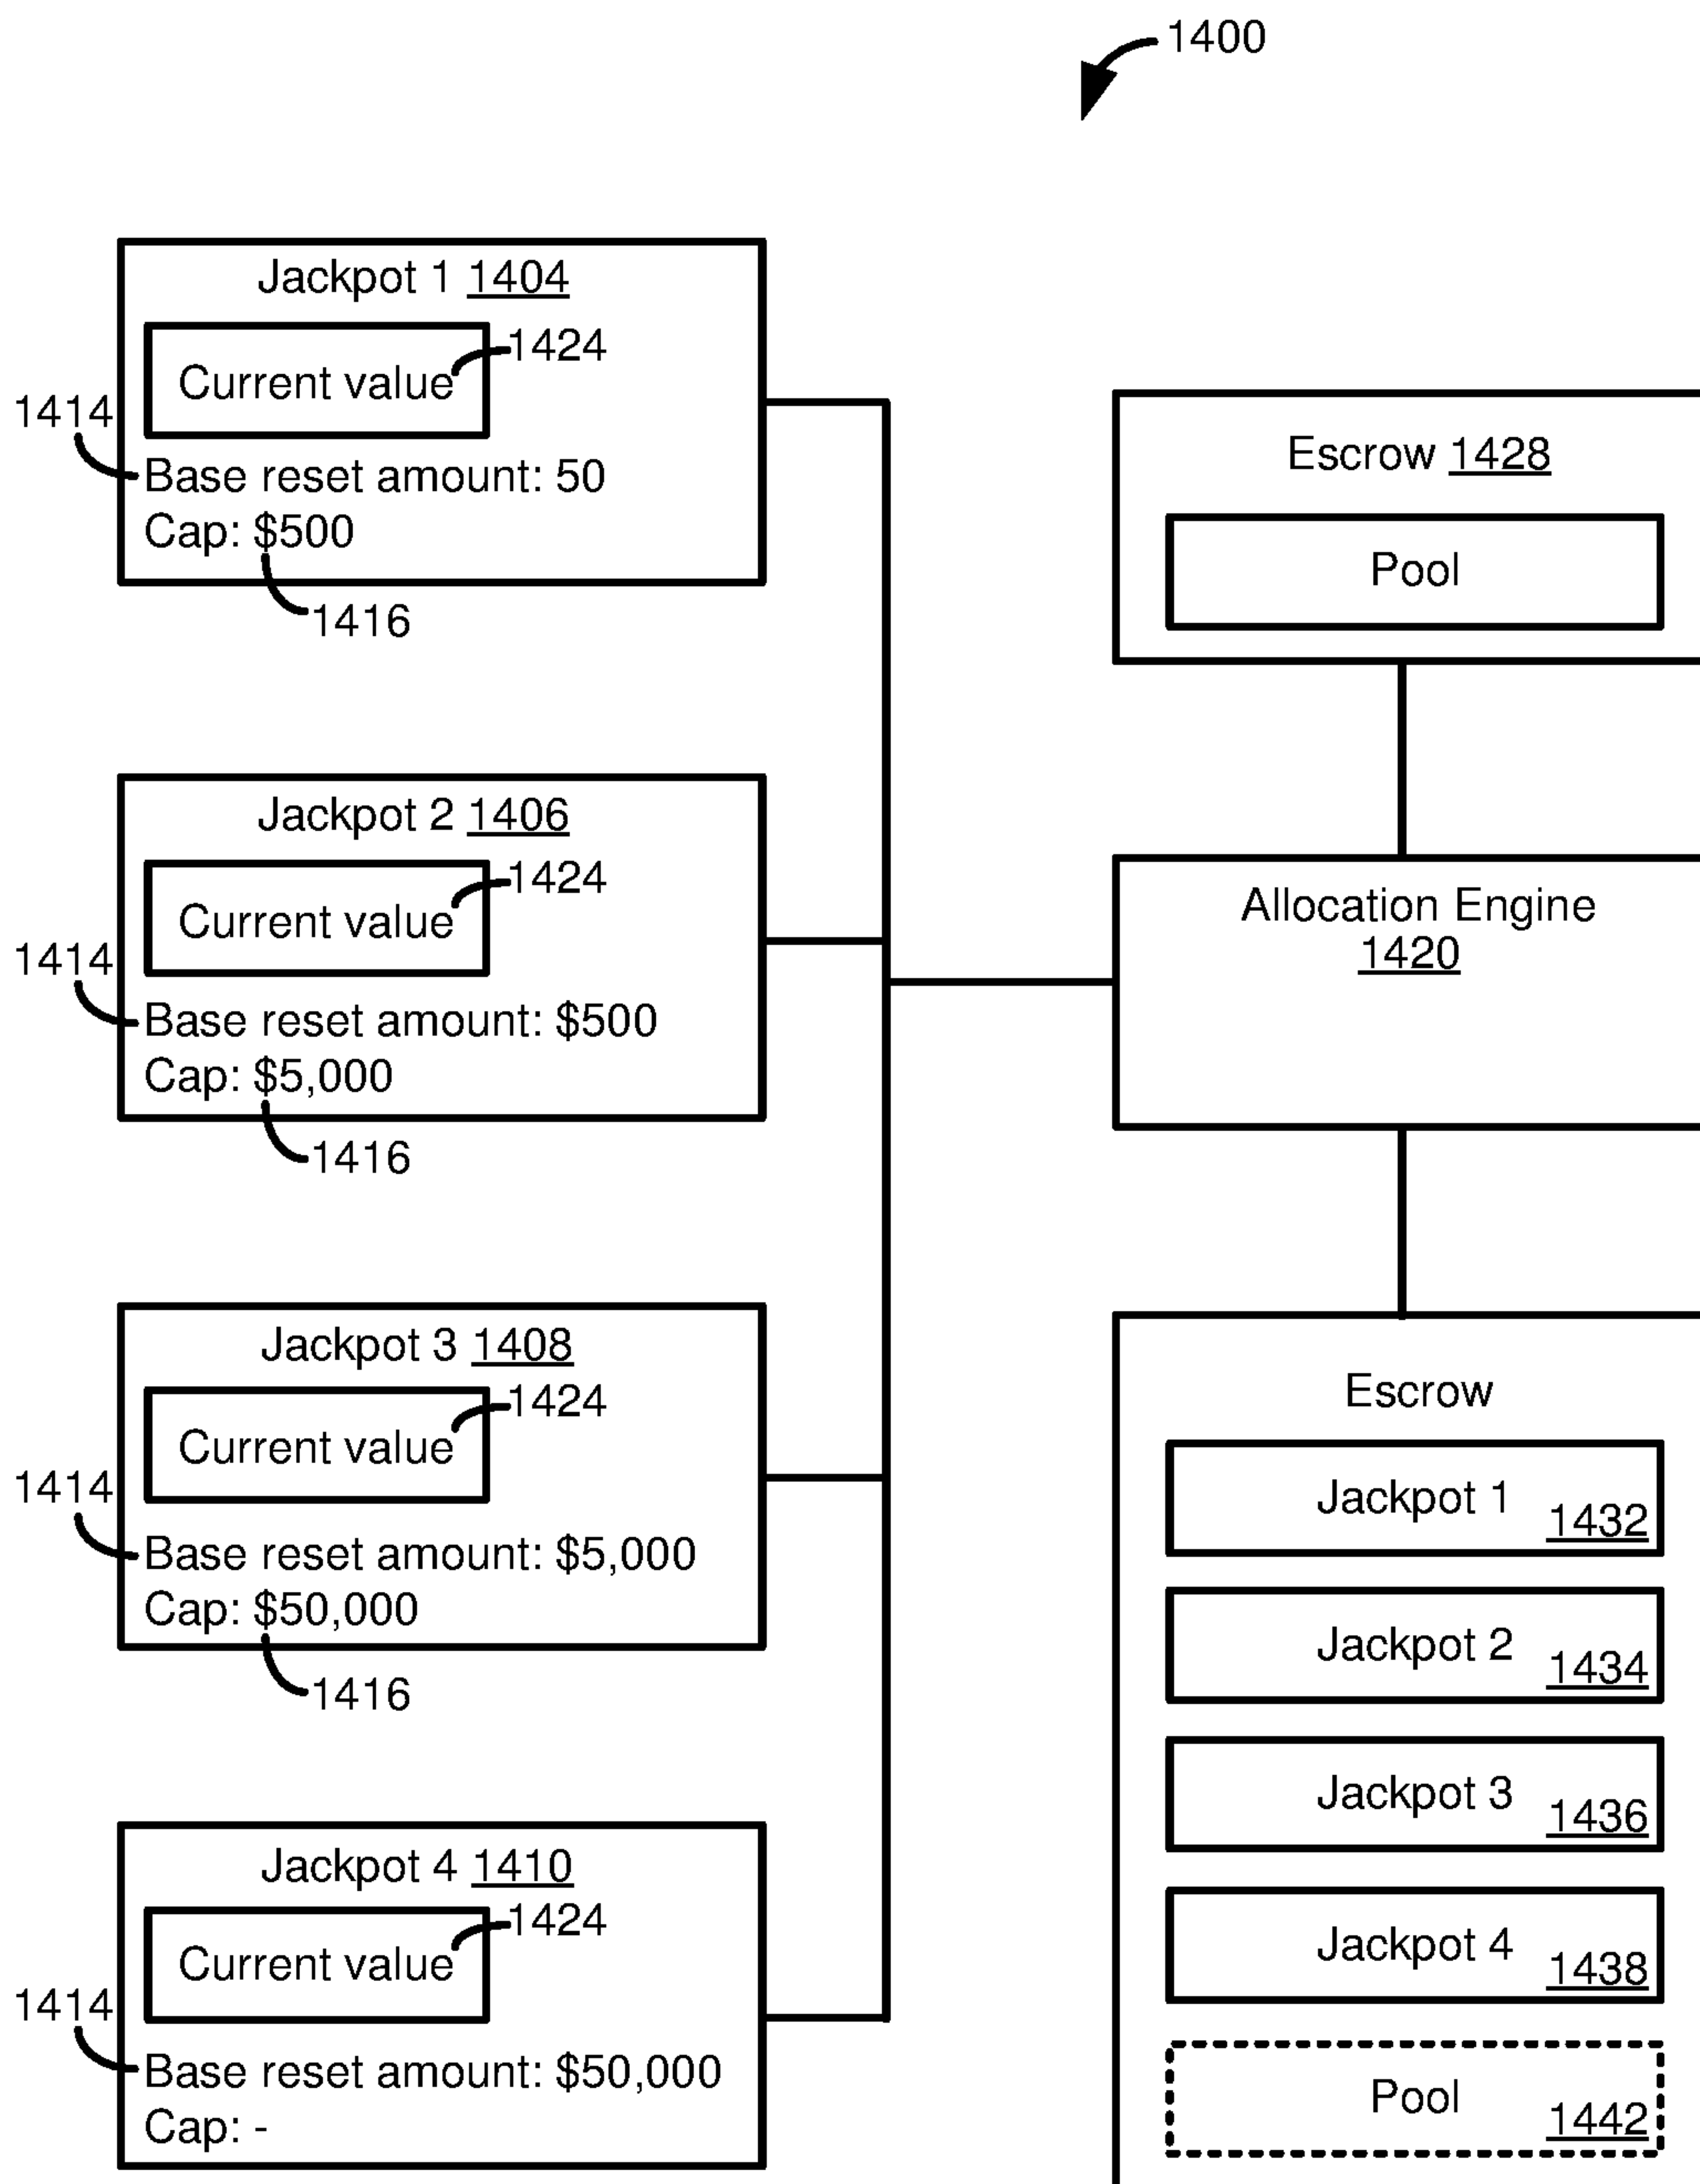 1400
Jackpot 1 1404
Current value
1424
1414
Base reset amount: 50
Cap: $500
1416
Jackpot 2 1406
Current value
1424
1414
Base reset amount: $500
Cap: $5,000
1416
Jackpot 3 1408
Current value
1424
1414
Base reset amount: $5,000
Cap: $50,000
1416
Jackpot 4 1410
Current value
1424
1414
Base reset amount: $50,000
Cap: -
Escrow 1428
Pool
Allocation Engine
1420
Escrow
Jackpot 1 1432
Jackpot 2 1434
Jackpot 3 1436
Jackpot 4 1438
Pool 1442